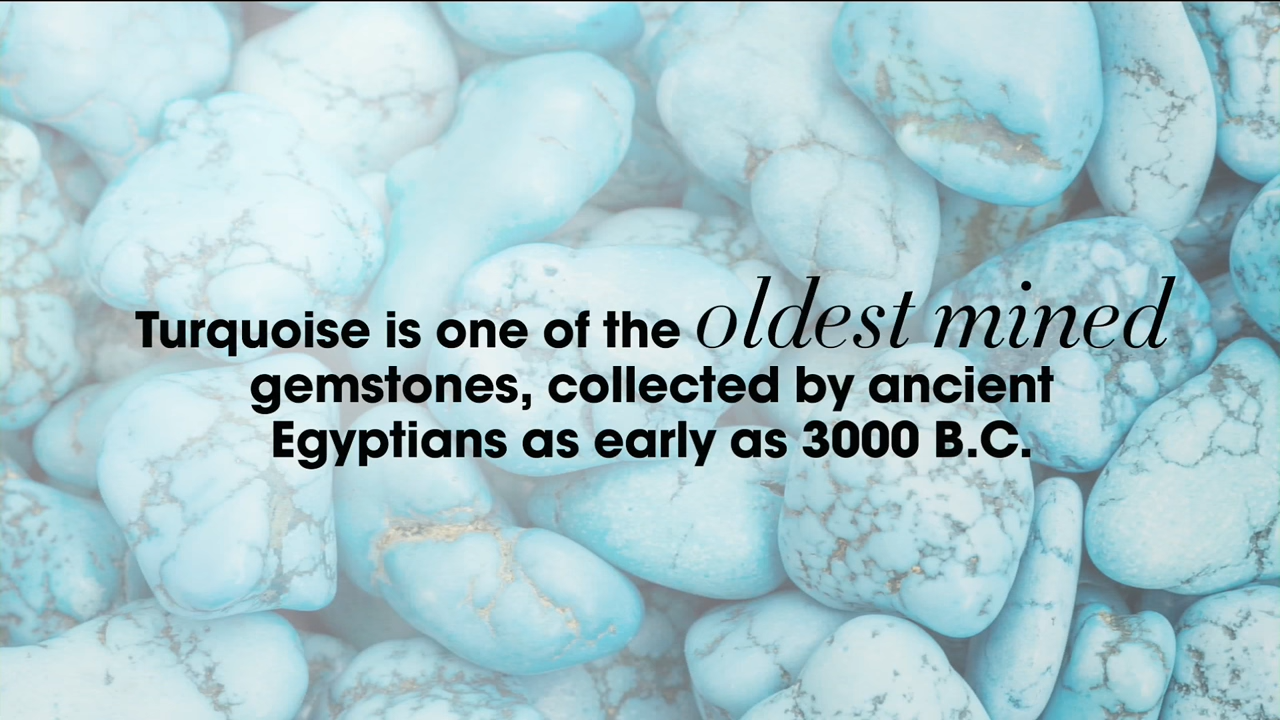 Turquoise is one of the oldest mined
gemstones, collected by ancient
Egyptians as early as 3000 B.C.